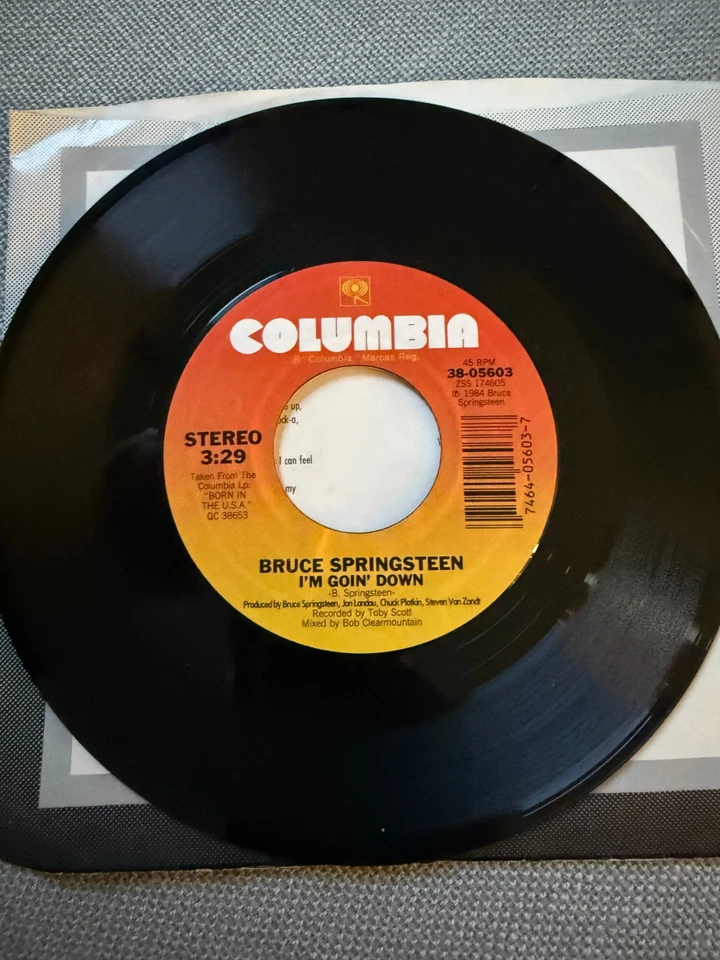 COLUMBIA
® "Columbia," Marcas Reg.
45 RPM
38-05603
ZSS 174605
℗ 1984 Bruce
Springsteen
STEREO
3:29
Taken From The
Columbia Lp:
"BORN IN
THE U.S.A."
QC 38653
7464-05603-7
up,
ck-a,
I can feel
my
BRUCE SPRINGSTEEN
I'M GOIN' DOWN
-B. Springsteen-
Produced by Bruce Springsteen, Jon Landau, Chuck Plotkin, Steven Van Zandt
Recorded by Toby Scott
Mixed by Bob Clearmountain